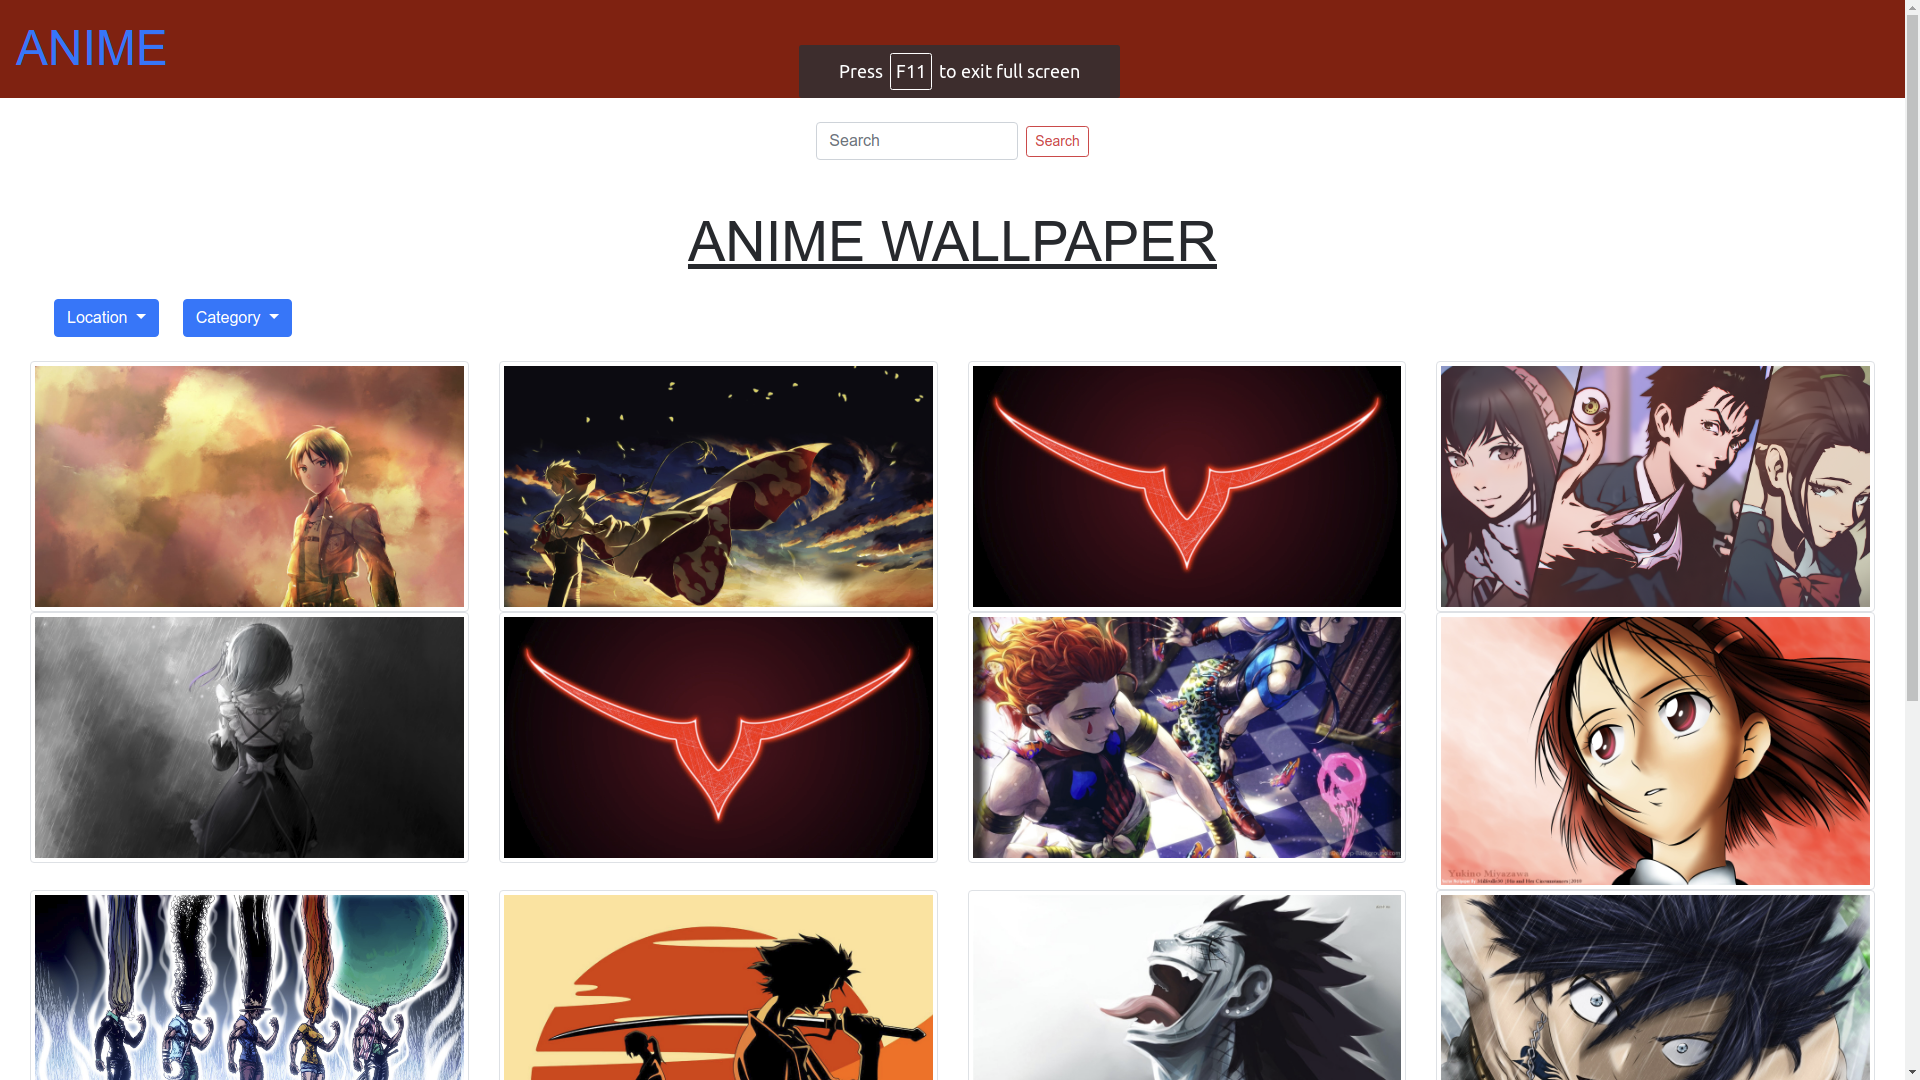 ANIME
Press F11 to exit full screen
Search Search
ANIME WALLPAPER
Location Category
Yukino Miyazawa